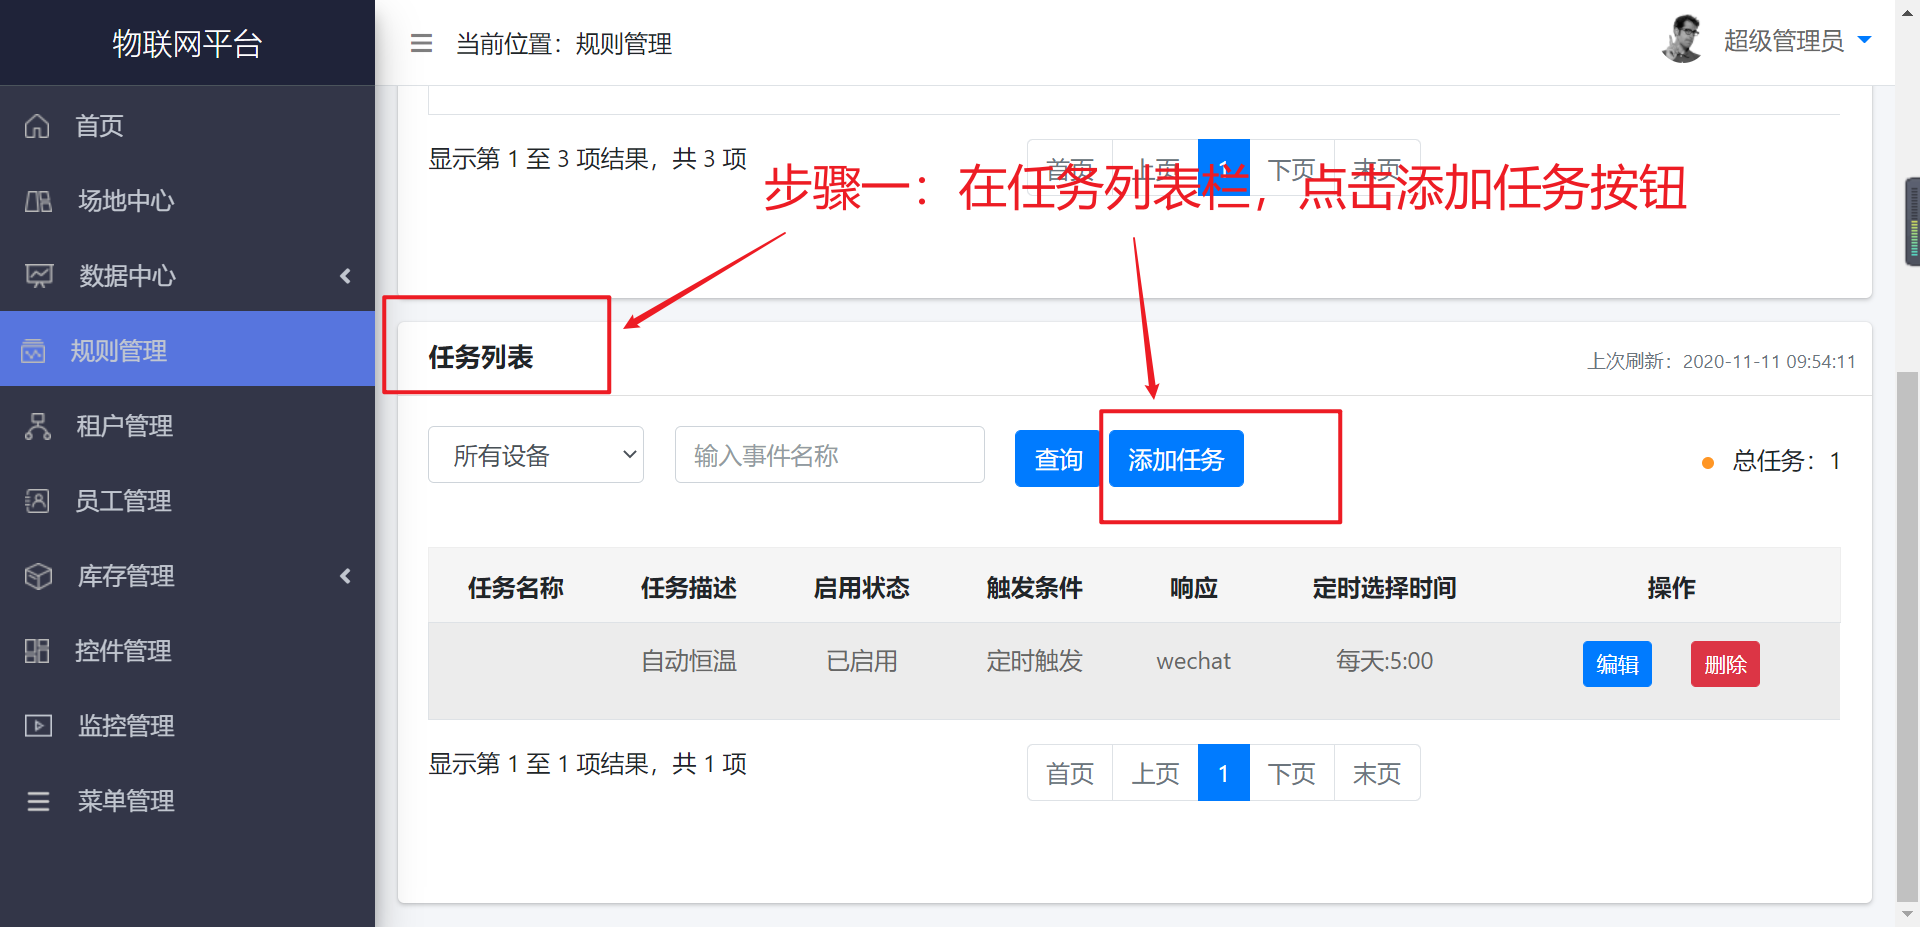 物联网平台
当前位置：规则管理
超级管理员
首页
场地中心
数据中心
规则管理
租户管理
员工管理
库存管理
控件管理
监控管理
菜单管理
显示第 1 至 3 项结果，共 3 项
首页 上页 1 下页 末页
步骤一：在任务列表栏，点击添加任务按钮
任务列表
上次刷新：2020-11-11 09:54:11
所有设备 输入事件名称 查询 添加任务 总任务：1
任务名称 任务描述 启用状态 触发条件 响应 定时选择时间 操作
自动恒温 已启用 定时触发 wechat 每天:5:00 编辑 删除
显示第 1 至 1 项结果，共 1 项
首页 上页 1 下页 末页